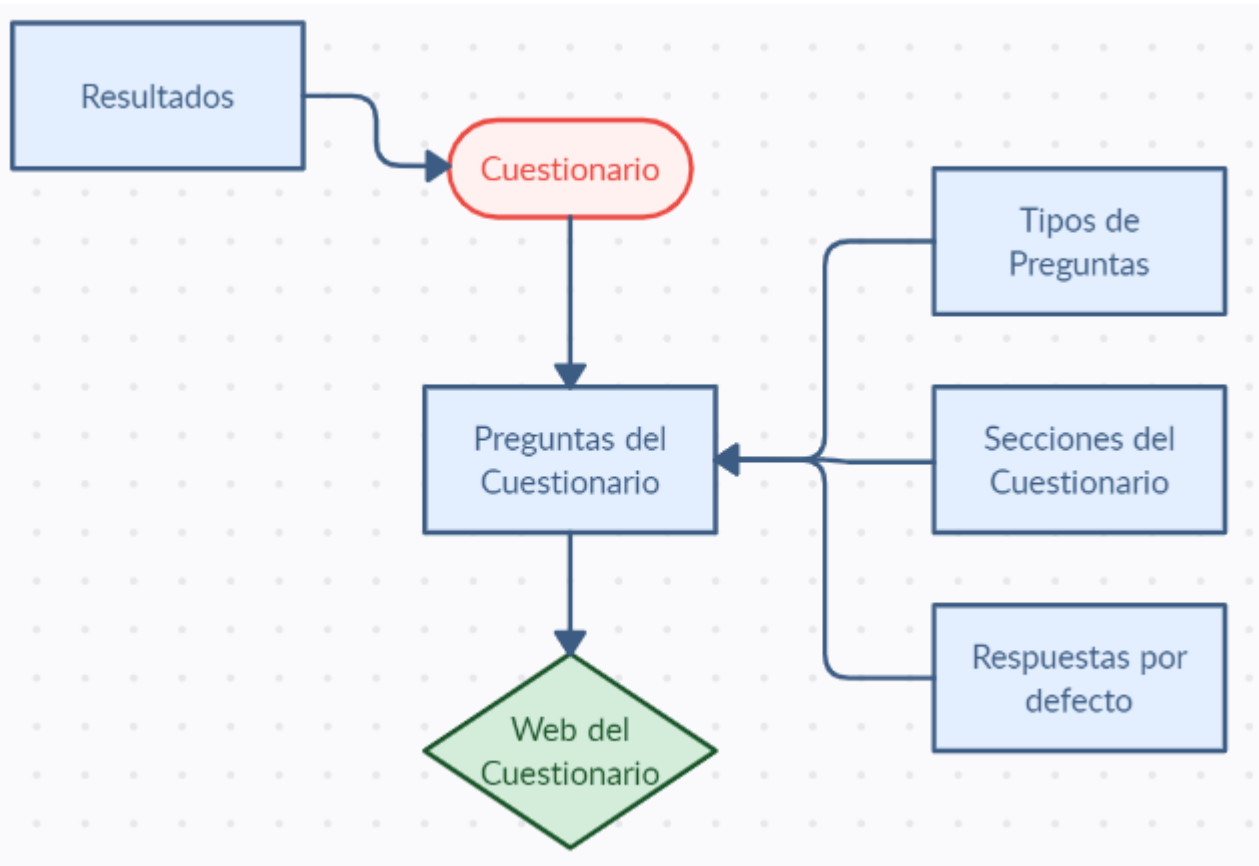 Resultados
Cuestionario
Tipos de
Preguntas
Preguntas del
Cuestionario
Secciones del
Cuestionario
Respuestas por
defecto
Web del
Cuestionario